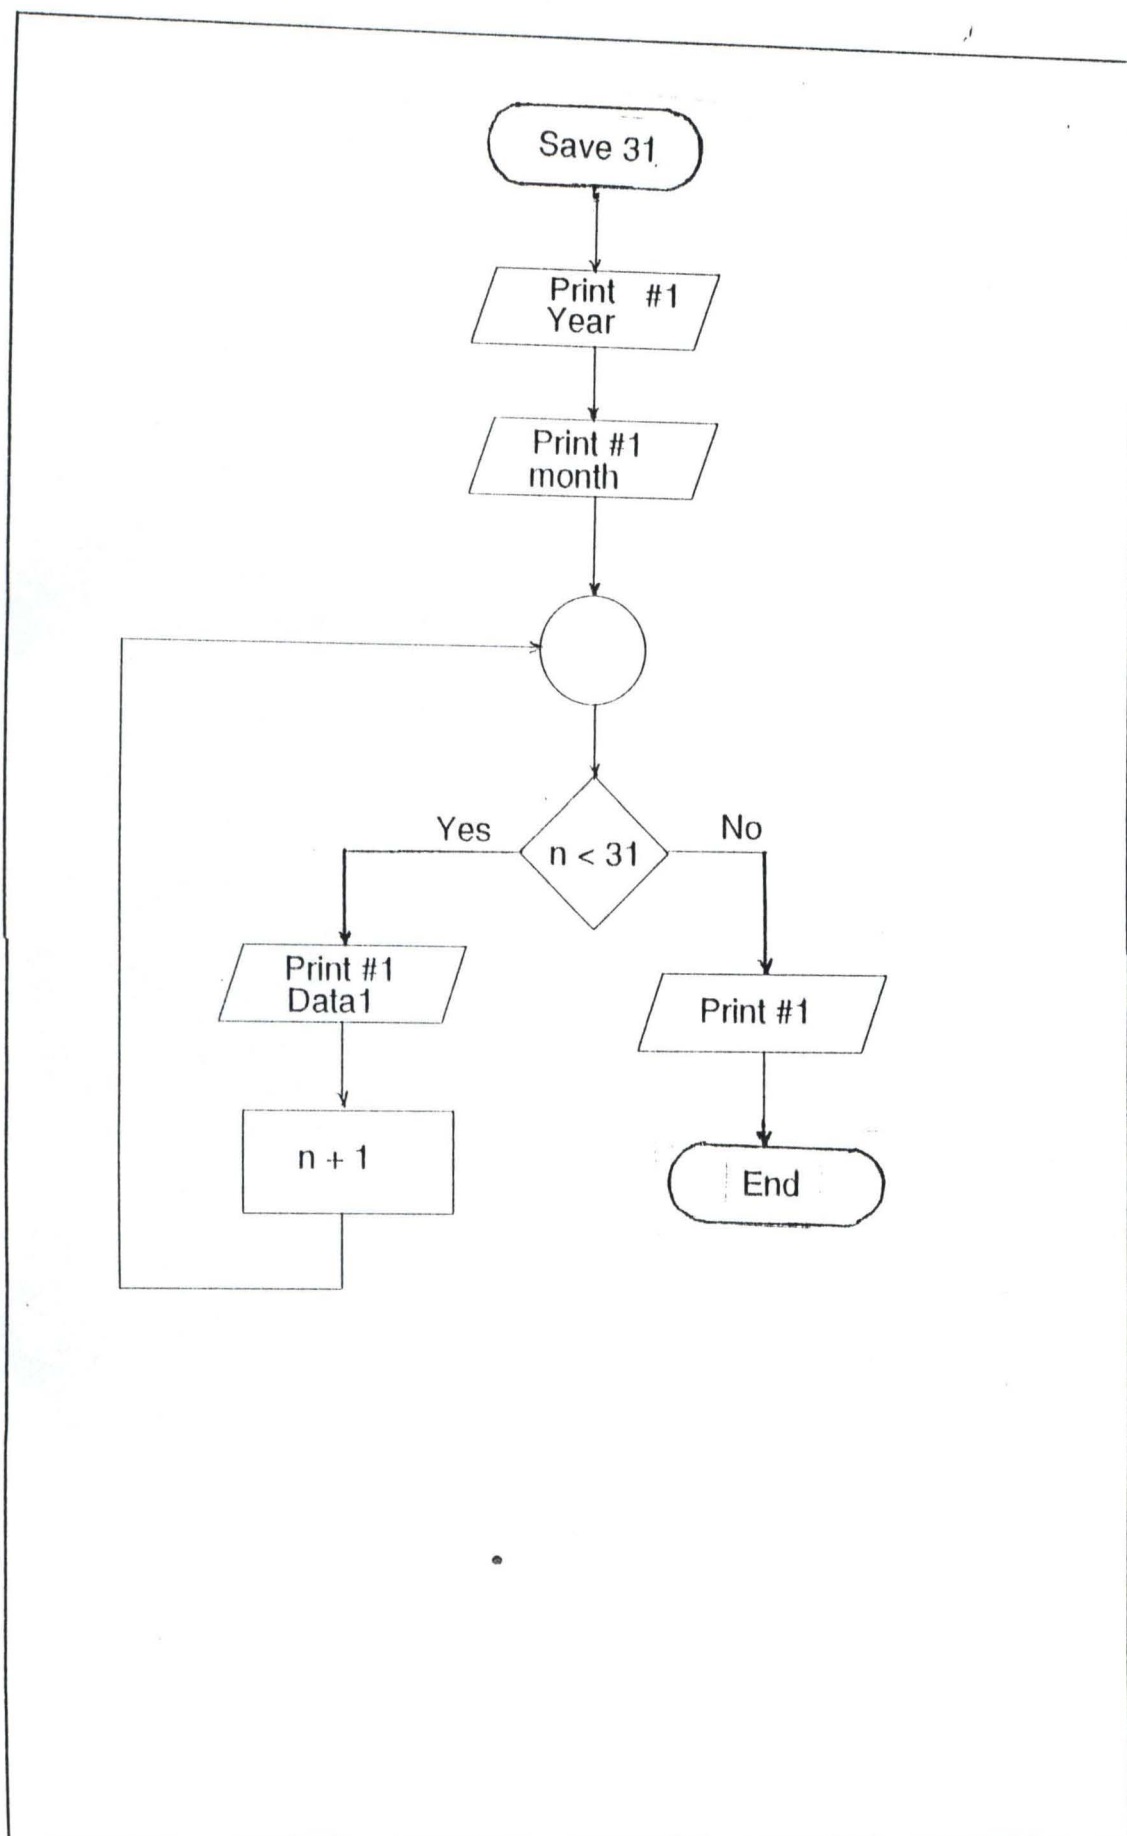 Save 31
Print #1
Year
Print #1
month
Yes
No
n < 31
Print #1
Data1
Print #1
n + 1
End